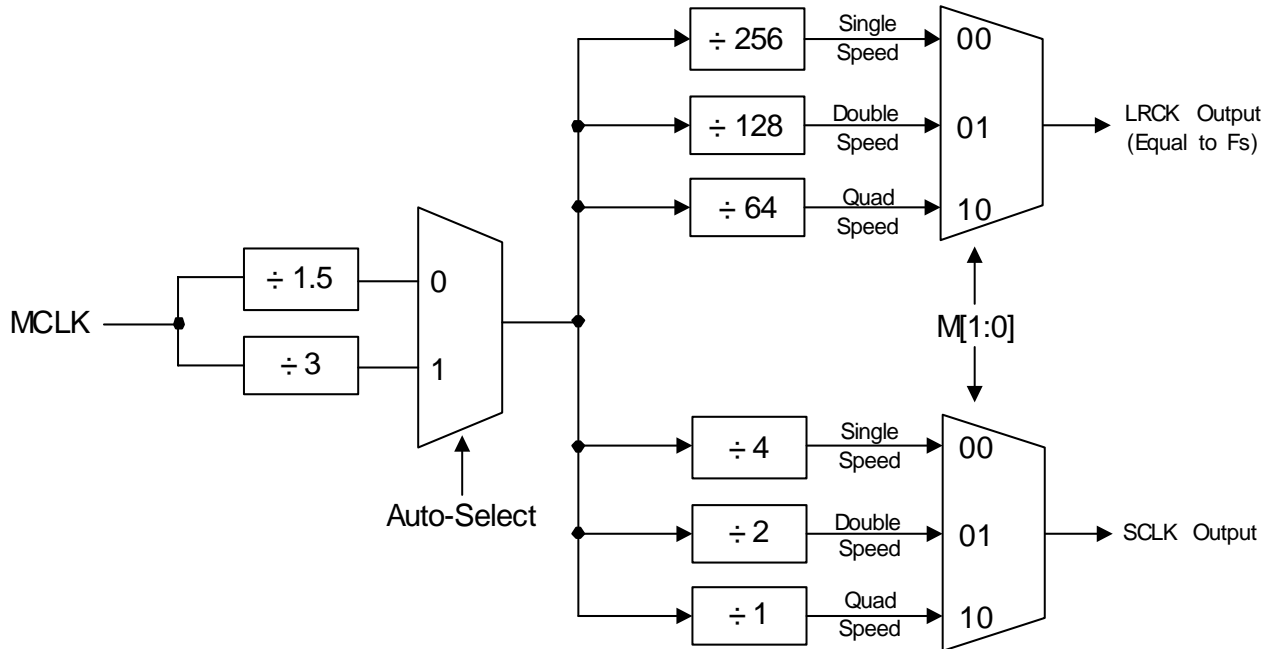 ÷ 256
Single
Speed
00
÷ 128
Double
Speed
01
LRCK Output
(Equal to Fs)
÷ 64
Quad
Speed
10
MCLK
÷ 1.5
0
÷ 3
1
Auto-Select
M[1:0]
÷ 4
Single
Speed
00
÷ 2
Double
Speed
01
SCLK Output
÷ 1
Quad
Speed
10